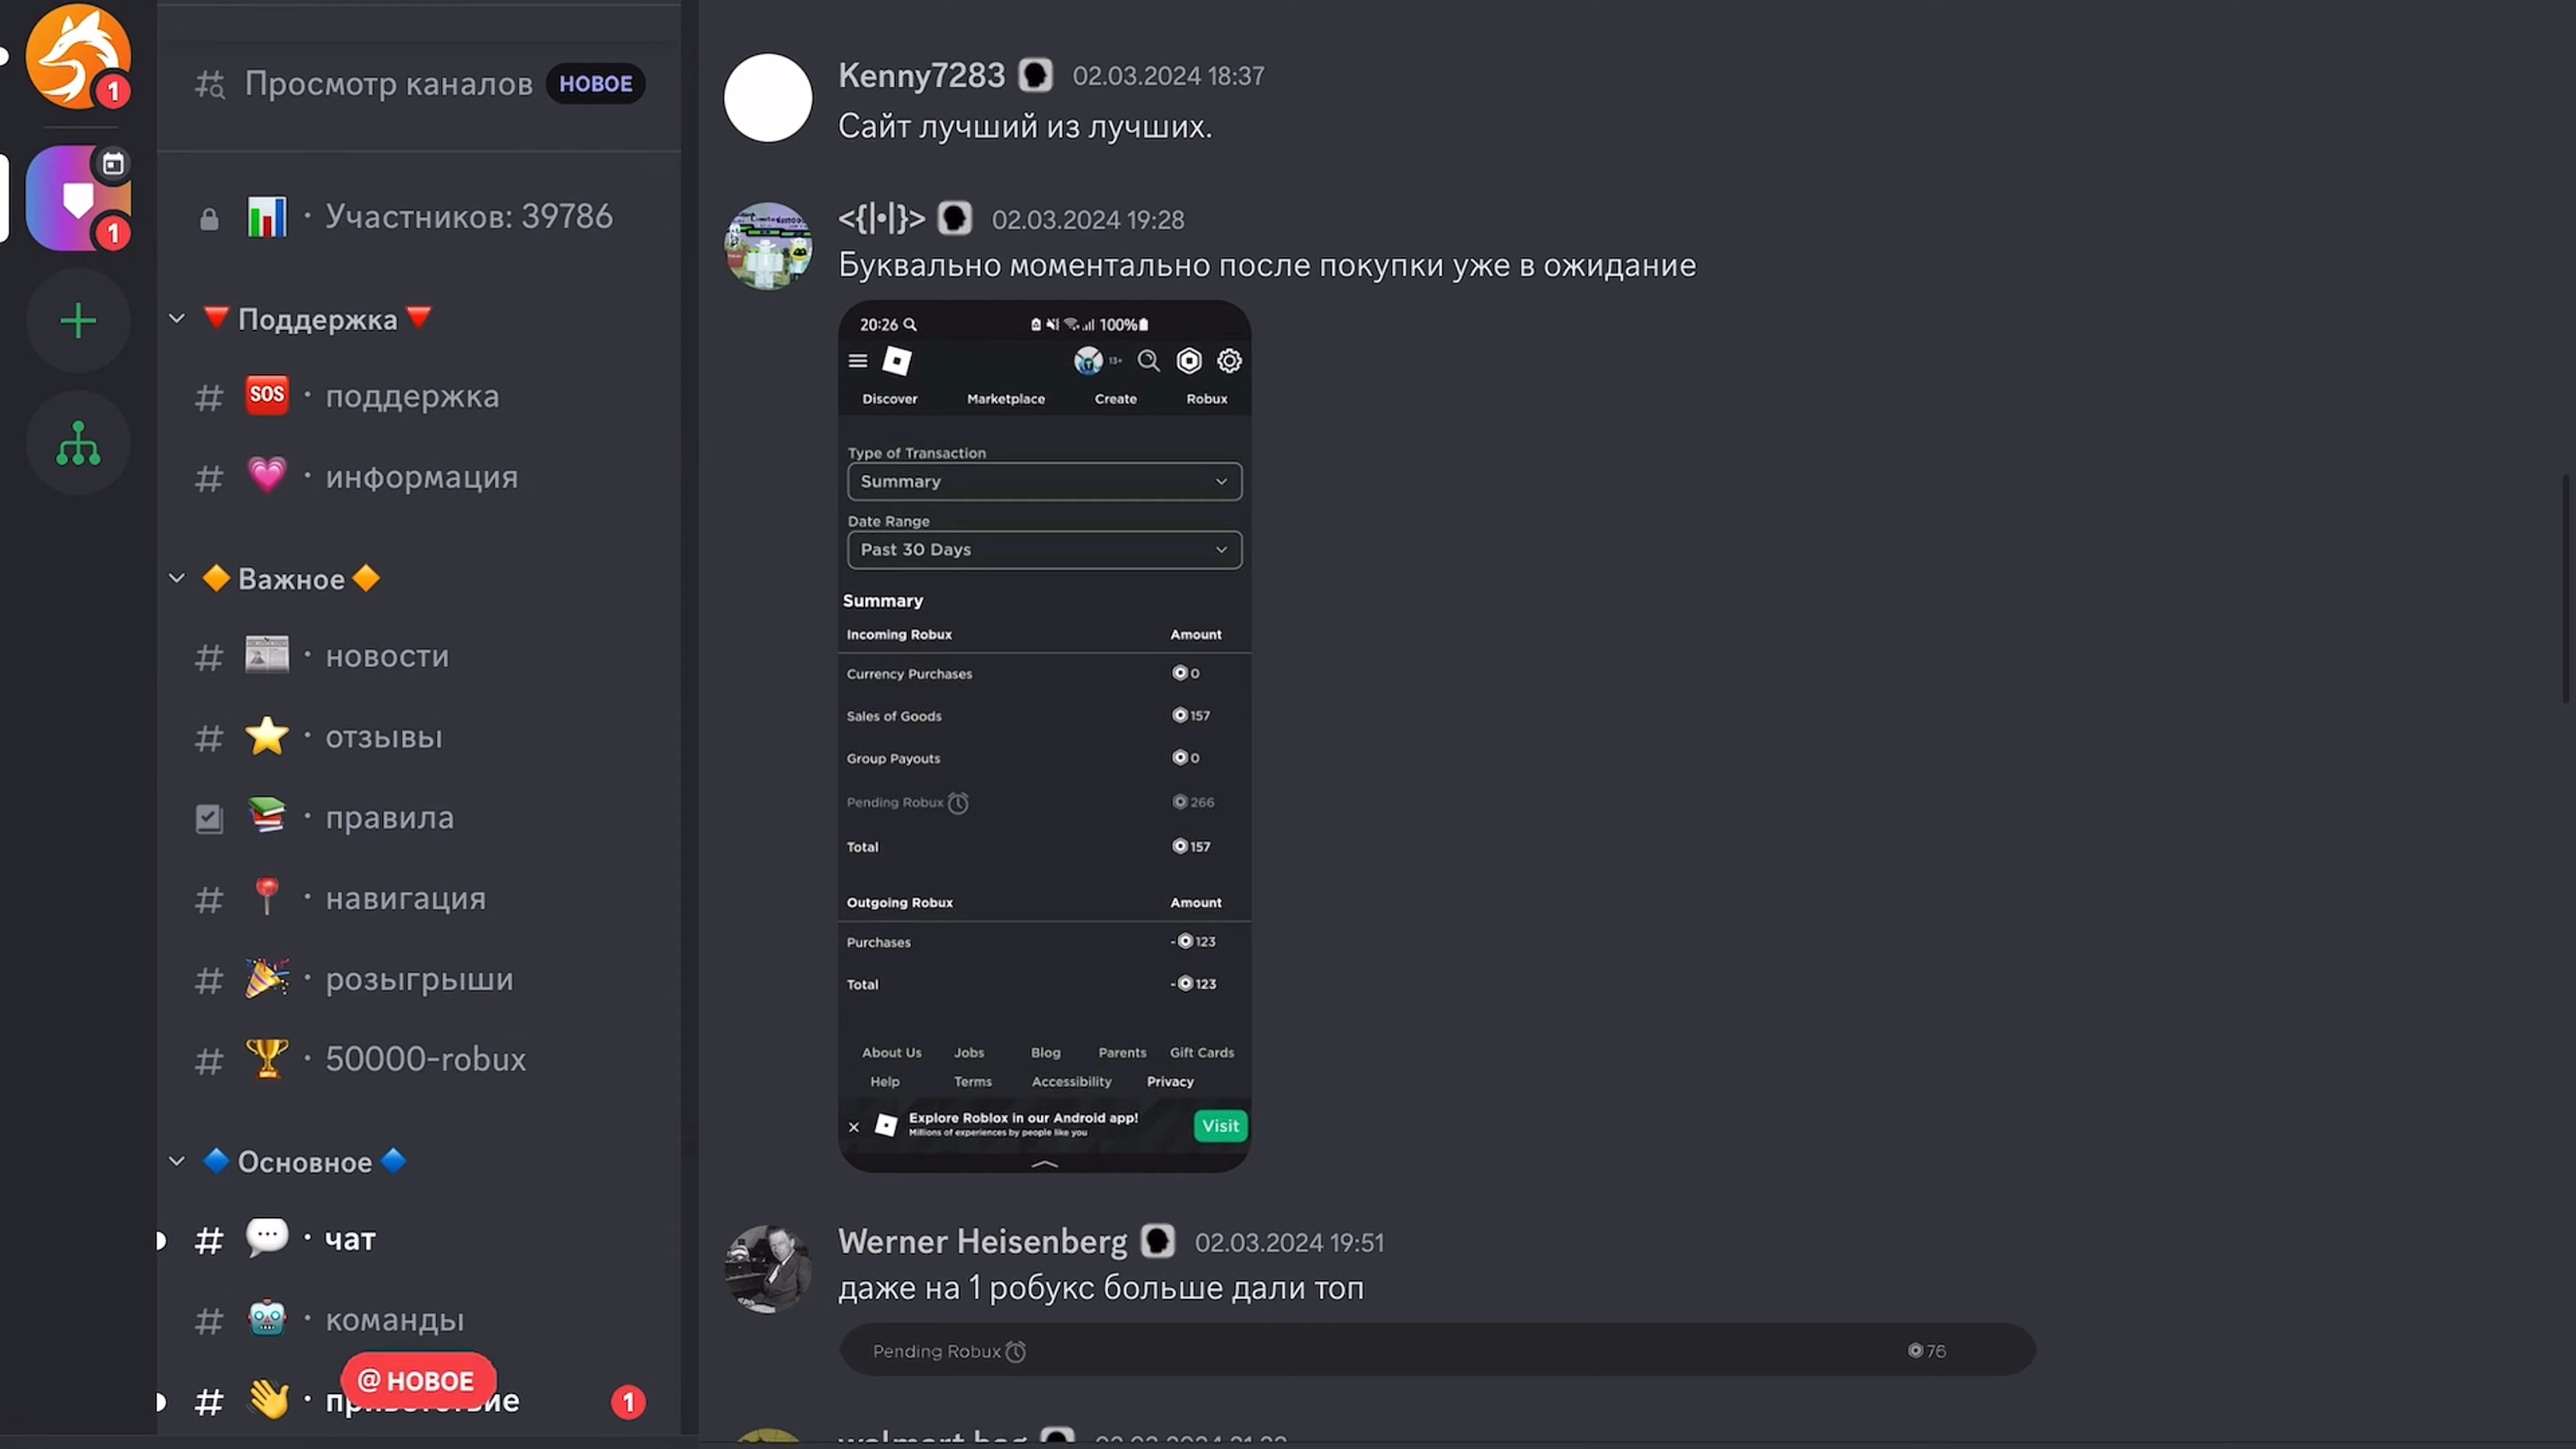 1
Просмотр каналов НОВОЕ
1
Участников: 39786
Поддержка
SOS · поддержка
· информация
Важное
· новости
· отзывы
· правила
· навигация
· розыгрыши
· 50000-robux
Основное
· чат
· команды
@ НОВОЕ
1
Kenny7283 02.03.2024 18:37
Сайт лучший из лучших.
<{|•|}> 02.03.2024 19:28
Буквально моментально после покупки уже в ожидание
20:26 100%
13+
Discover Marketplace Create Robux
Type of Transaction
Summary
Date Range
Past 30 Days
Summary
Incoming Robux Amount
Currency Purchases 0
Sales of Goods 157
Group Payouts 0
Pending Robux 266
Total 157
Outgoing Robux Amount
Purchases -123
Total -123
About Us Jobs Blog Parents Gift Cards
Help Terms Accessibility Privacy
Explore Roblox in our Android app!
Millions of experiences by people like you
Visit
Werner Heisenberg 02.03.2024 19:51
даже на 1 робукс больше дали топ
Pending Robux 76